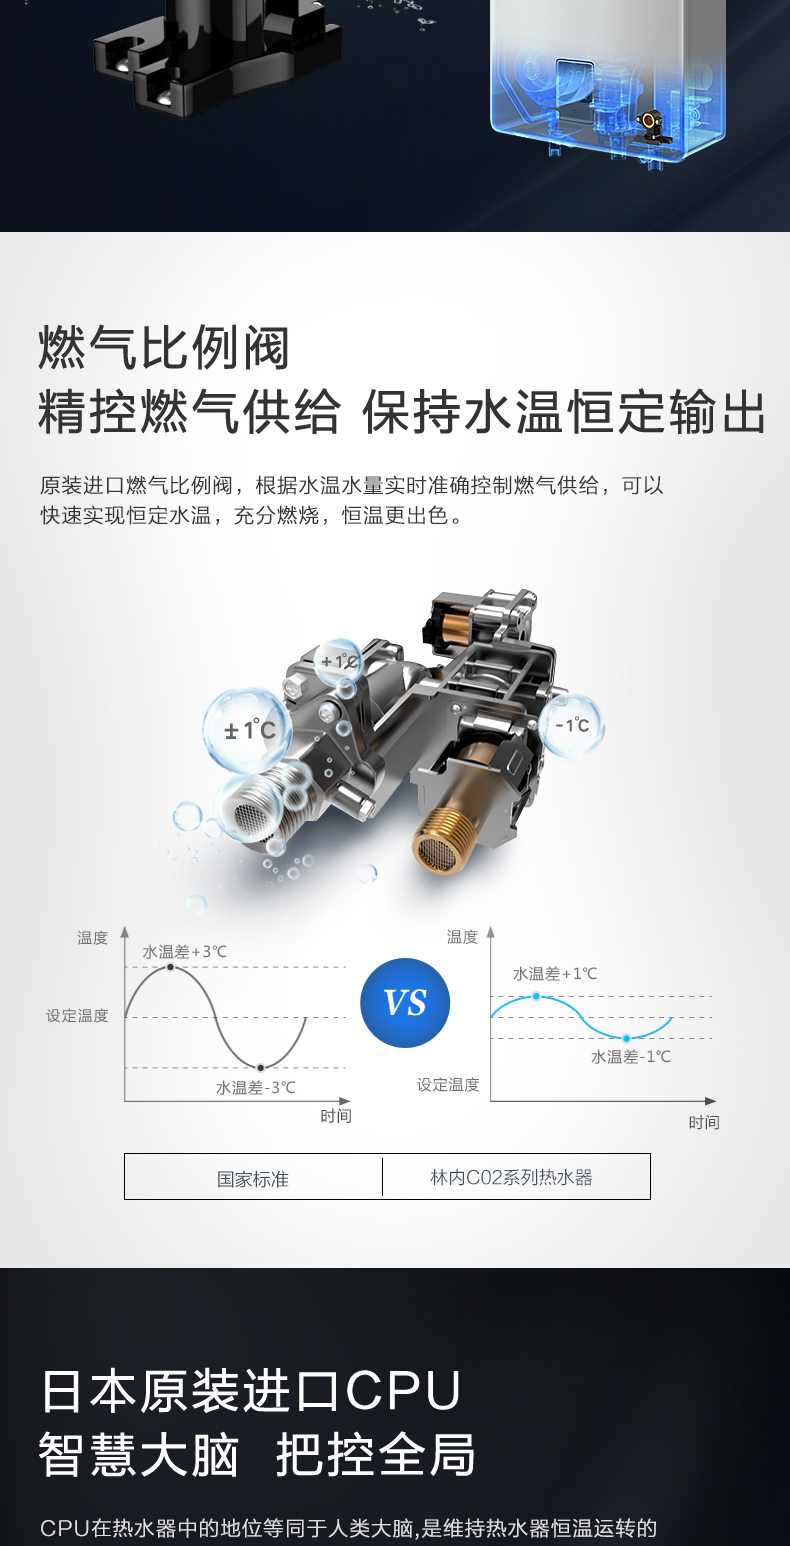 燃气比例阀
精控燃气供给 保持水温恒定输出
原装进口燃气比例阀，根据水温水量实时准确控制燃气供给，可以
快速实现恒定水温，充分燃烧，恒温更出色。
+1℃
±1℃
-1℃
温度
水温差+3℃
设定温度
水温差-3℃
时间
VS
温度
水温差+1℃
水温差-1℃
设定温度
时间
国家标准
林内C02系列热水器
日本原装进口CPU
智慧大脑 把控全局
CPU在热水器中的地位等同于人类大脑,是维持热水器恒温运转的